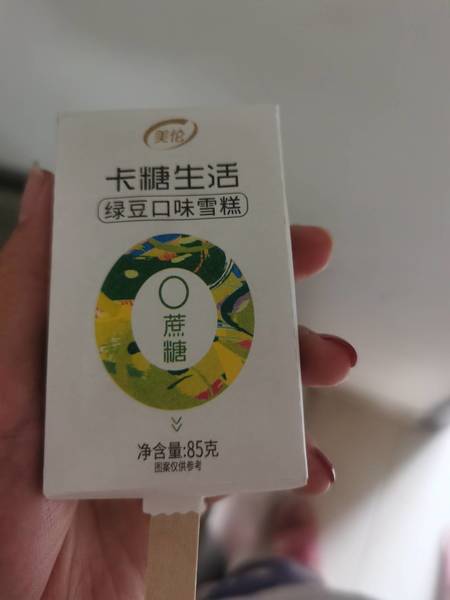 美伦
卡糖生活
绿豆口味雪糕
0
蔗糖
净含量:85克
图案仅供参考